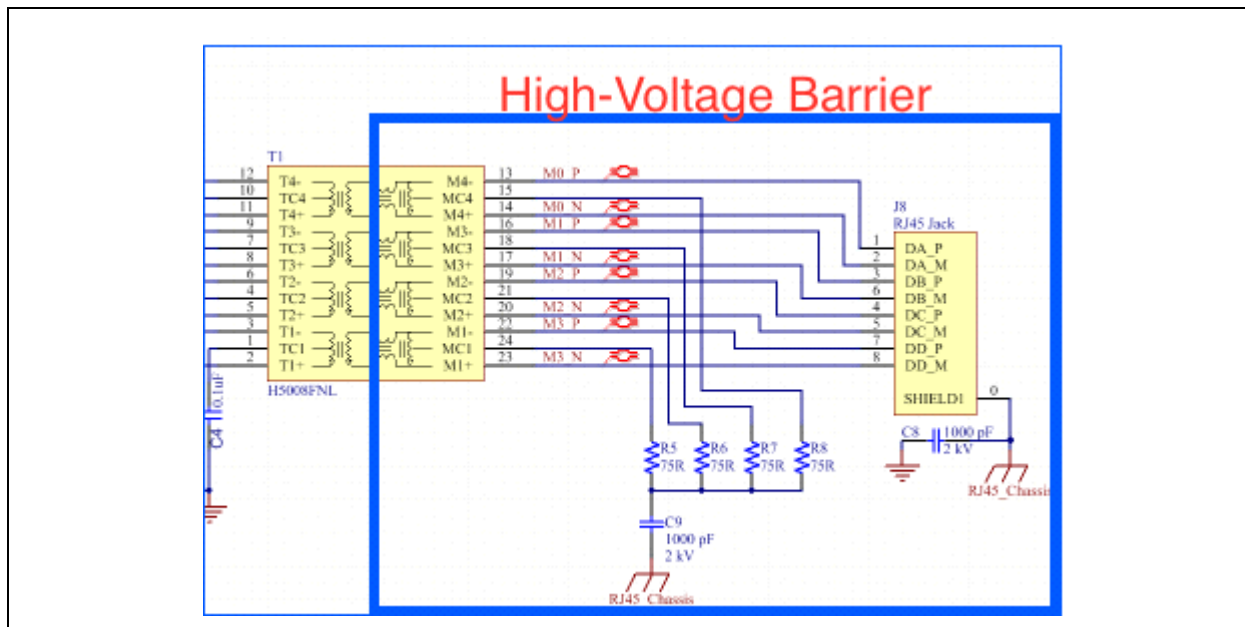 High-Voltage Barrier
T1
12 T4- M4- 13 M0_P
10 TC4 MC4 15
11 T4+ M4+ 14 M0_N
9 T3- M3- 16 M1_P
7 TC3 MC3 18
8 T3+ M3+ 17 M1_N
6 T2- M2- 19 M2_P
4 TC2 MC2 21
5 T2+ M2+ 20 M2_N
3 T1- M1- 22 M3_P
1 TC1 MC1 24
2 T1+ M1+ 23 M3_N
H5008FNL
J8
RJ45 Jack
1 DA_P
2 DA_M
3 DB_P
6 DB_M
4 DC_P
5 DC_M
7 DD_P
8 DD_M
SHIELD1 0
C4
0.1uF
C8 1000 pF
2 kV
RJ45_Chassis
R5
75R
R6
75R
R7
75R
R8
75R
C9
1000 pF
2 kV
RJ45_Chassis